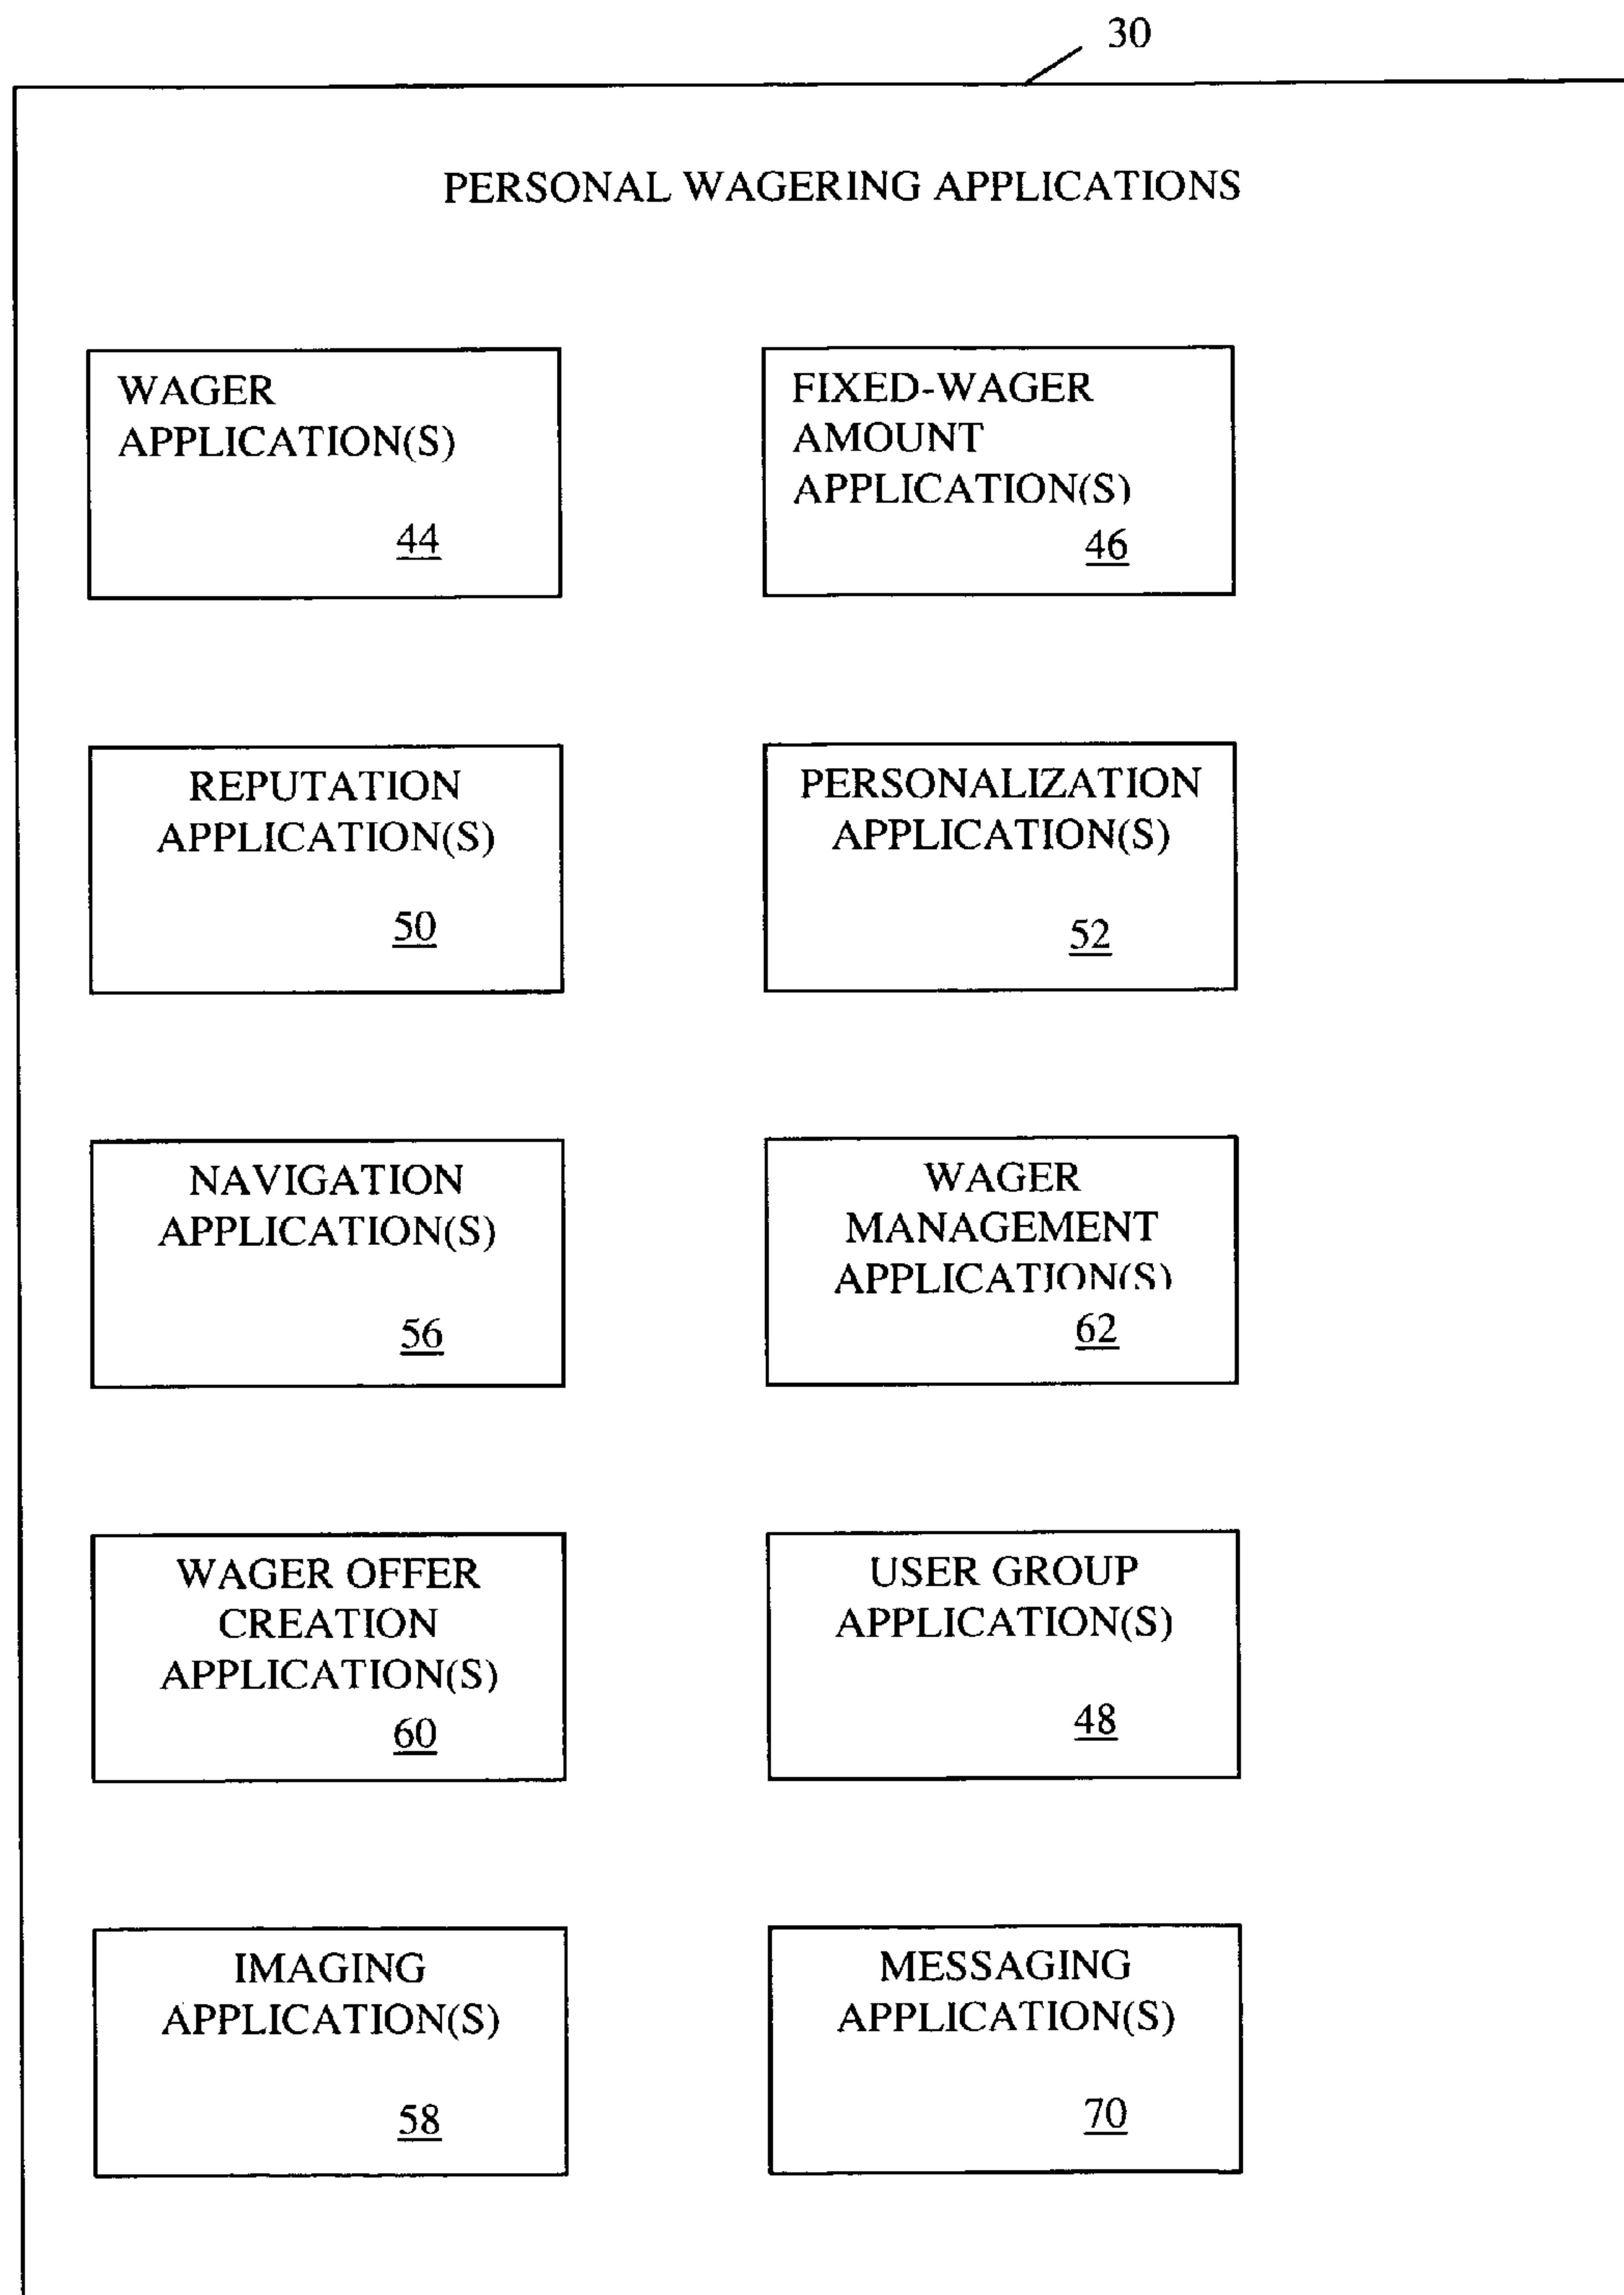 30
PERSONAL WAGERING APPLICATIONS
WAGER
APPLICATION(S)
44
FIXED-WAGER
AMOUNT
APPLICATION(S)
46
REPUTATION
APPLICATION(S)
50
PERSONALIZATION
APPLICATION(S)
52
NAVIGATION
APPLICATION(S)
56
WAGER
MANAGEMENT
APPLICATION(S)
62
WAGER OFFER
CREATION
APPLICATION(S)
60
USER GROUP
APPLICATION(S)
48
IMAGING
APPLICATION(S)
58
MESSAGING
APPLICATION(S)
70